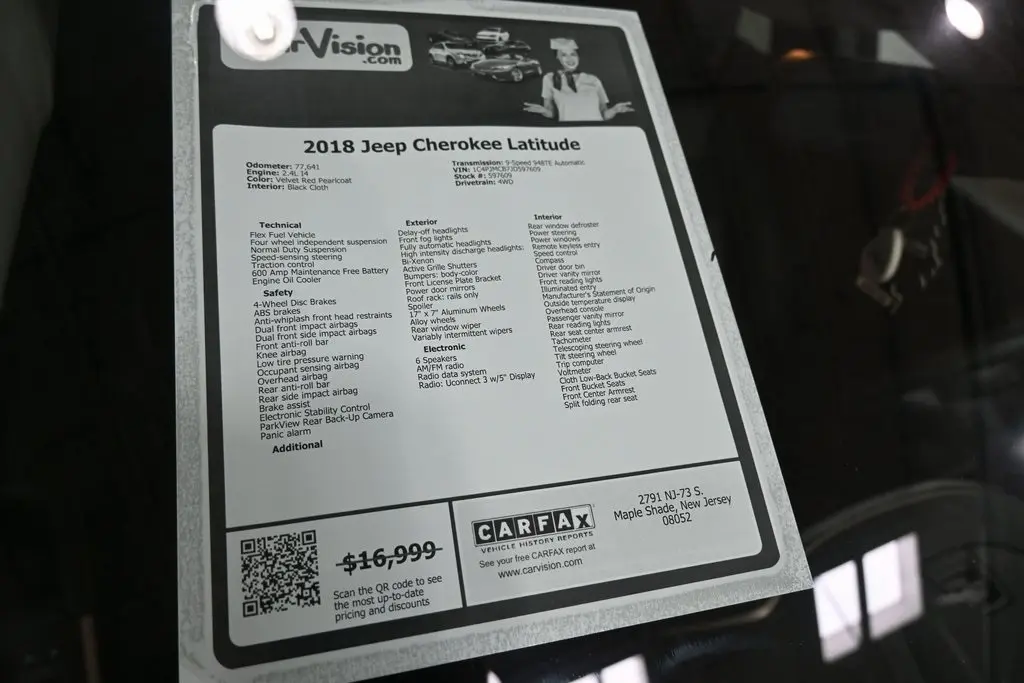 Vision
.com
2018 Jeep Cherokee Latitude
Odometer: 77,641
Engine: 2.4L I4
Color: Velvet Red Pearlcoat
Interior: Black Cloth
Transmission: 9-Speed 948TE Automatic
VIN: 1C4PJMCB7JD597609
Stock #: 597609
Drivetrain: 4WD
Technical
Flex Fuel Vehicle
Four wheel independent suspension
Normal Duty Suspension
Speed-sensing steering
Traction control
600 Amp Maintenance Free Battery
Engine Oil Cooler
Safety
4-Wheel Disc Brakes
ABS brakes
Anti-whiplash front head restraints
Dual front impact airbags
Dual front side impact airbags
Front anti-roll bar
Knee airbag
Low tire pressure warning
Occupant sensing airbag
Overhead airbag
Rear anti-roll bar
Rear side impact airbag
Brake assist
Electronic Stability Control
ParkView Rear Back-Up Camera
Panic alarm
Additional
Exterior
Delay-off headlights
Front fog lights
Fully automatic headlights
High intensity discharge headlights:
Bi-Xenon
Active Grille Shutters
Bumpers: body-color
Front License Plate Bracket
Power door mirrors
Roof rack: rails only
Spoiler
17" x 7" Aluminum Wheels
Alloy wheels
Rear window wiper
Variably intermittent wipers
Electronic
6 Speakers
AM/FM radio
Radio data system
Radio: Uconnect 3 w/5" Display
Interior
Rear window defroster
Power steering
Power windows
Remote keyless entry
Speed control
Compass
Driver door bin
Driver vanity mirror
Front reading lights
Illuminated entry
Manufacturer's Statement of Origin
Outside temperature display
Overhead console
Passenger vanity mirror
Rear reading lights
Rear seat center armrest
Tachometer
Telescoping steering wheel
Tilt steering wheel
Trip computer
Voltmeter
Cloth Low-Back Bucket Seats
Front Bucket Seats
Front Center Armrest
Split folding rear seat
$16,999
Scan the QR code to see
the most up-to-date
pricing and discounts
CARFAX
VEHICLE HISTORY REPORTS
See your free CARFAX report at
www.carvision.com
2791 NJ-73 S.
Maple Shade, New Jersey
08052